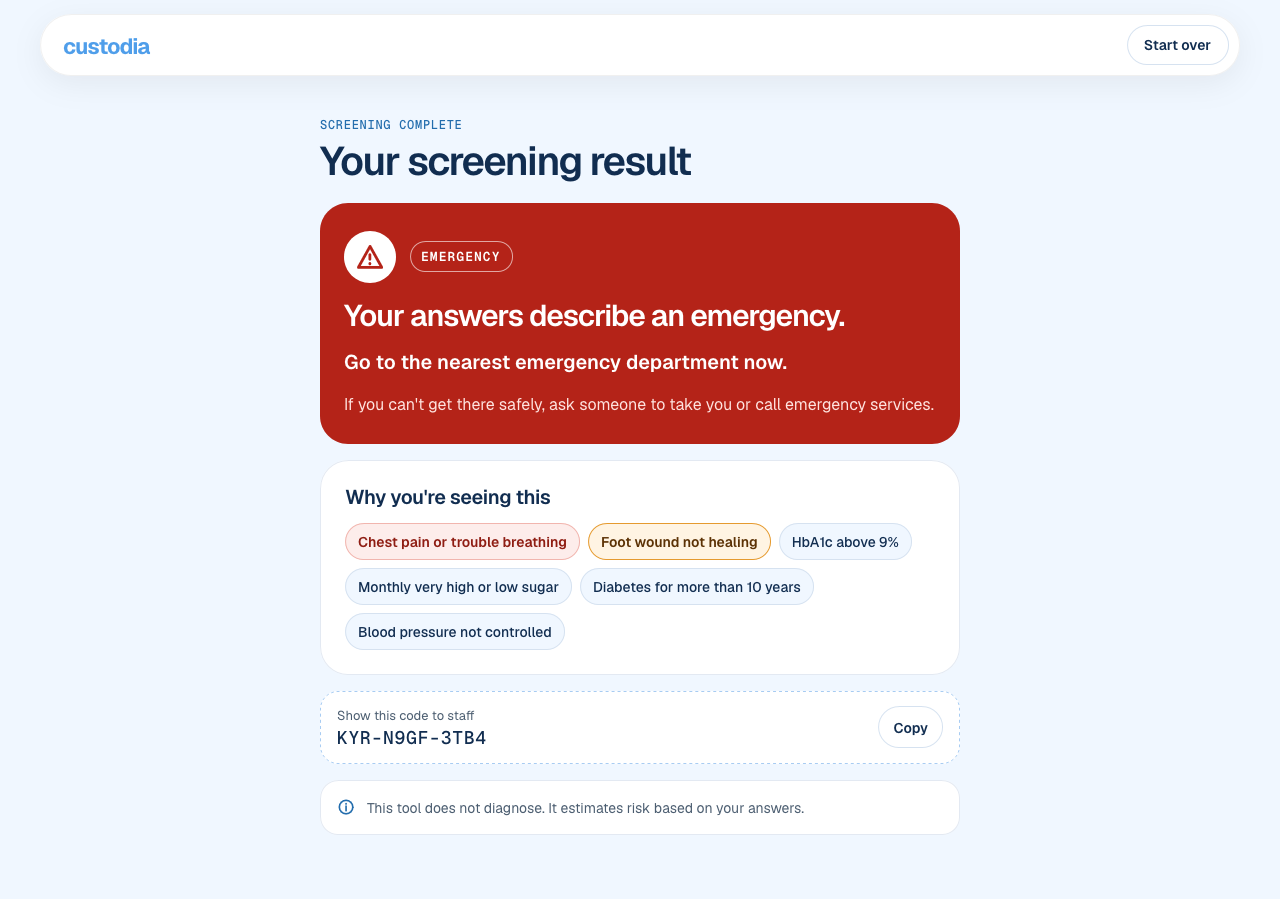 custodia
Start over
SCREENING COMPLETE
Your screening result
EMERGENCY
Your answers describe an emergency.
Go to the nearest emergency department now.
If you can't get there safely, ask someone to take you or call emergency services.
Why you're seeing this
Chest pain or trouble breathing
Foot wound not healing
HbA1c above 9%
Monthly very high or low sugar
Diabetes for more than 10 years
Blood pressure not controlled
Show this code to staff
KYR-N9GF-3TB4
Copy
This tool does not diagnose. It estimates risk based on your answers.